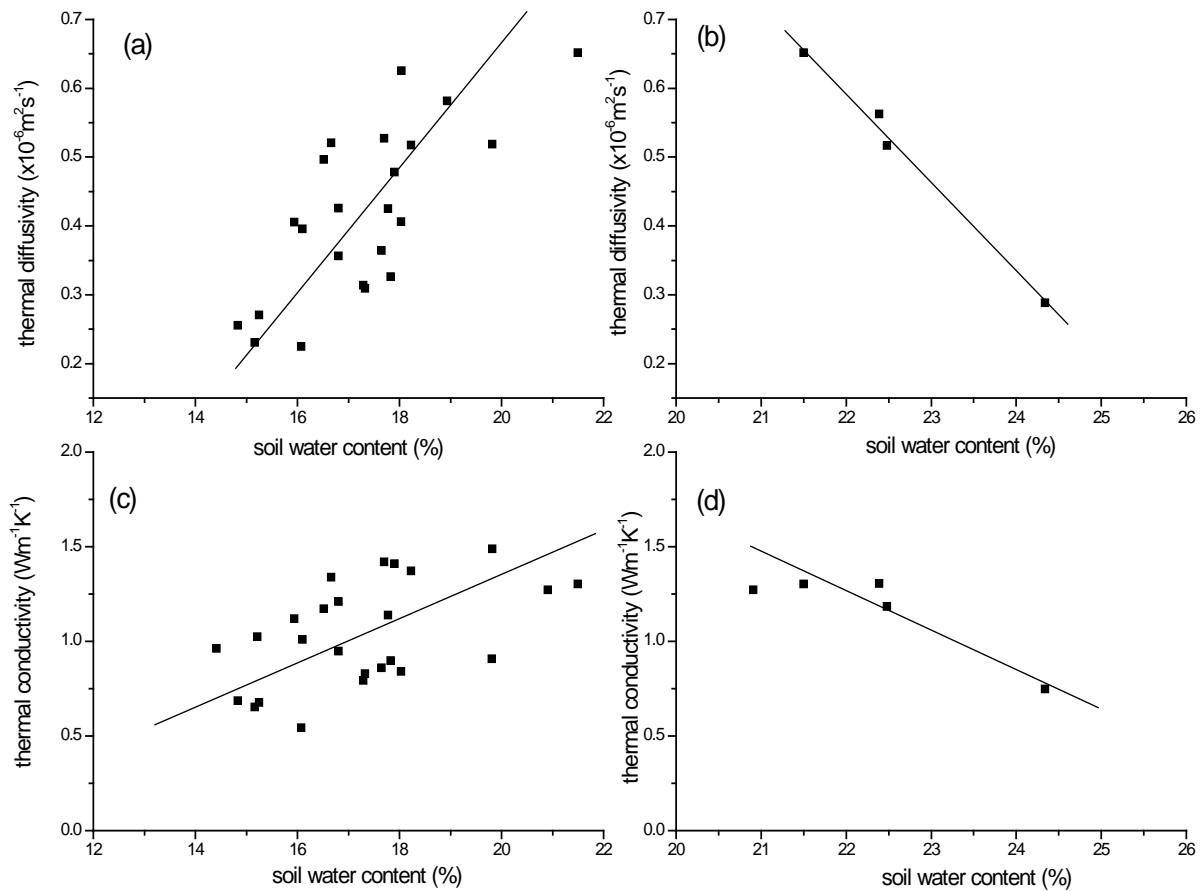 (a)
thermal diffusivity (x10⁻⁶m²s⁻¹)
0.7
0.6
0.5
0.4
0.3
0.2
12 14 16 18 20 22
soil water content (%)
(b)
thermal diffusivity (x10⁻⁶m²s⁻¹)
0.7
0.6
0.5
0.4
0.3
0.2
20 21 22 23 24 25 26
soil water content (%)
(c)
thermal conductivity (Wm⁻¹K⁻¹)
2.0
1.5
1.0
0.5
0.0
12 14 16 18 20 22
soil water content (%)
(d)
thermal conductivity (Wm⁻¹K⁻¹)
2.0
1.5
1.0
0.5
0.0
20 21 22 23 24 25 26
soil water content (%)